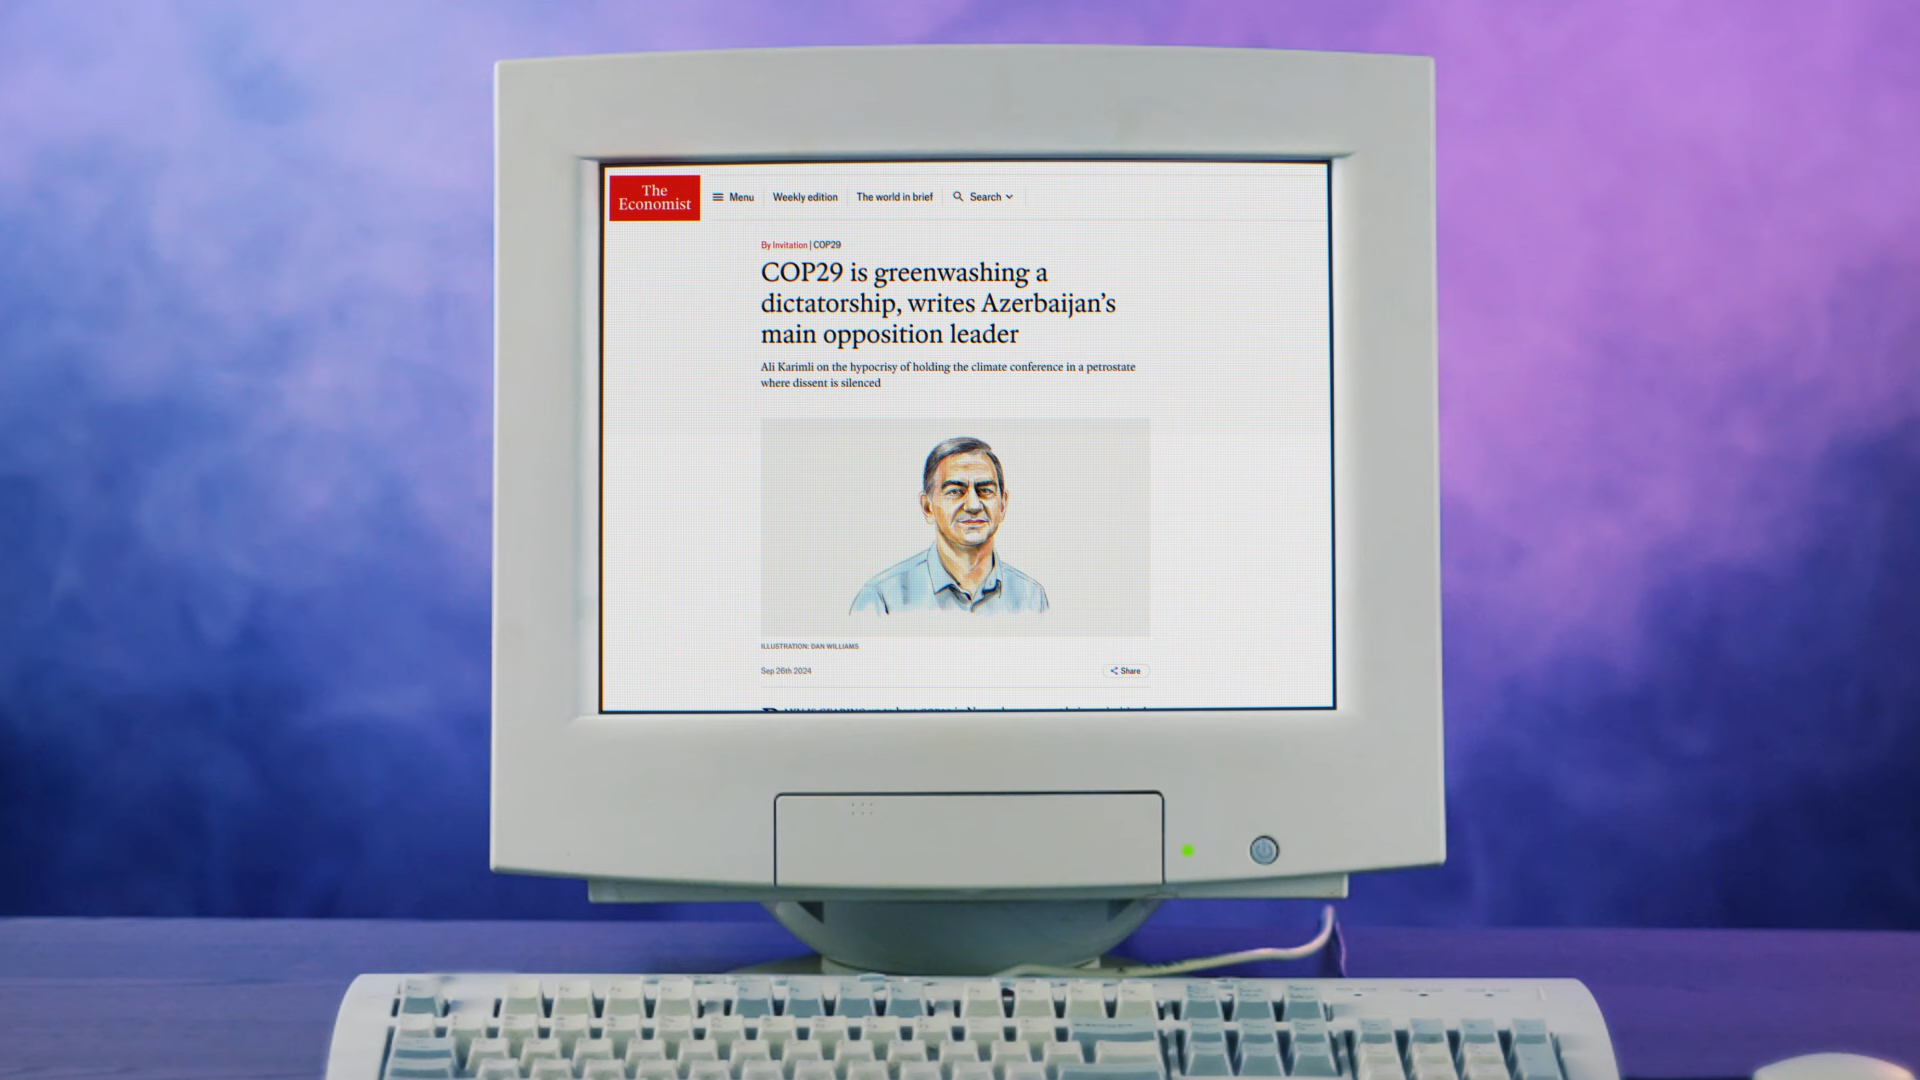 The
Economist
Menu
Weekly edition
The world in brief
Search
By Invitation | COP29
COP29 is greenwashing a
dictatorship, writes Azerbaijan’s
main opposition leader
Ali Karimli on the hypocrisy of holding the climate conference in a petrostate
where dissent is silenced
ILLUSTRATION: DAN WILLIAMS
Sep 26th 2024
Share